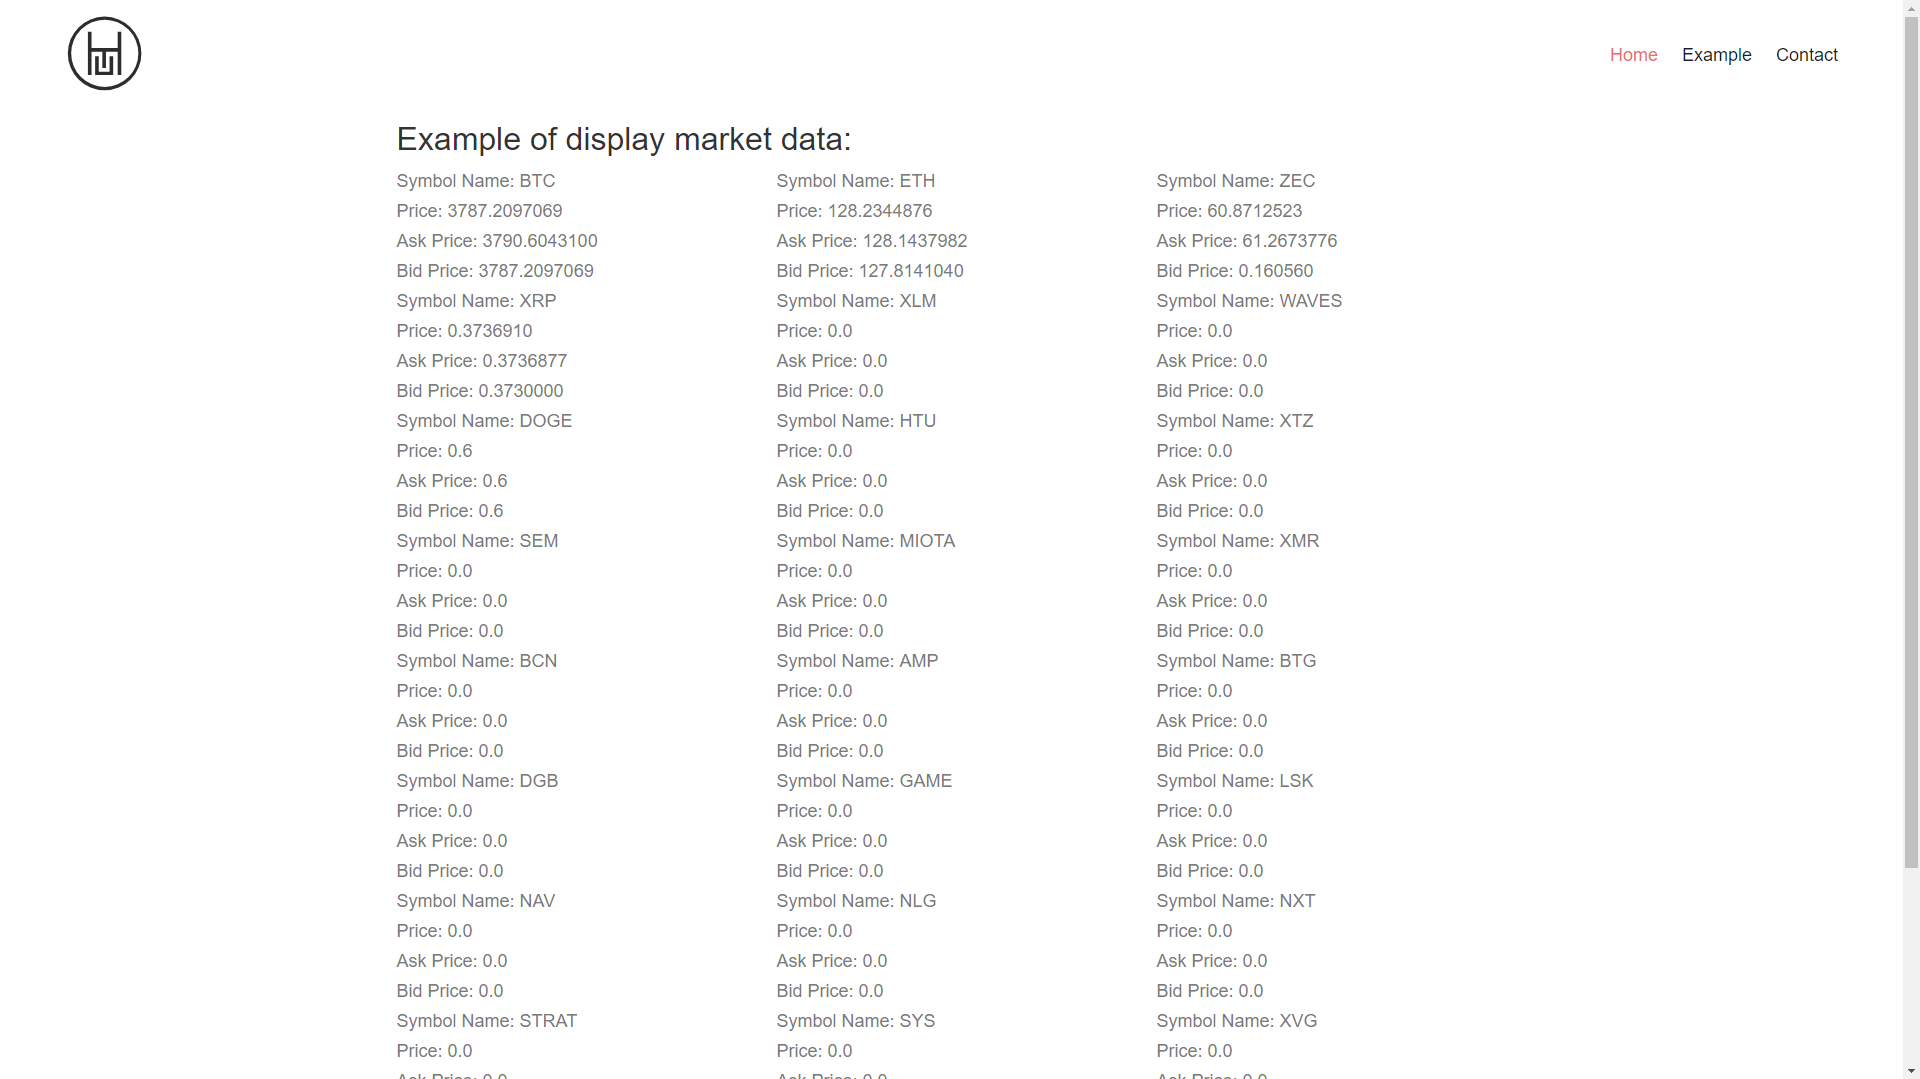 HTU
Home Example Contact
Example of display market data:
Symbol Name: BTC
Price: 3787.2097069
Ask Price: 3790.6043100
Bid Price: 3787.2097069
Symbol Name: ETH
Price: 128.2344876
Ask Price: 128.1437982
Bid Price: 127.8141040
Symbol Name: ZEC
Price: 60.8712523
Ask Price: 61.2673776
Bid Price: 0.160560
Symbol Name: XRP
Price: 0.3736910
Ask Price: 0.3736877
Bid Price: 0.3730000
Symbol Name: XLM
Price: 0.0
Ask Price: 0.0
Bid Price: 0.0
Symbol Name: WAVES
Price: 0.0
Ask Price: 0.0
Bid Price: 0.0
Symbol Name: DOGE
Price: 0.6
Ask Price: 0.6
Bid Price: 0.6
Symbol Name: HTU
Price: 0.0
Ask Price: 0.0
Bid Price: 0.0
Symbol Name: XTZ
Price: 0.0
Ask Price: 0.0
Bid Price: 0.0
Symbol Name: SEM
Price: 0.0
Ask Price: 0.0
Bid Price: 0.0
Symbol Name: MIOTA
Price: 0.0
Ask Price: 0.0
Bid Price: 0.0
Symbol Name: XMR
Price: 0.0
Ask Price: 0.0
Bid Price: 0.0
Symbol Name: BCN
Price: 0.0
Ask Price: 0.0
Bid Price: 0.0
Symbol Name: AMP
Price: 0.0
Ask Price: 0.0
Bid Price: 0.0
Symbol Name: BTG
Price: 0.0
Ask Price: 0.0
Bid Price: 0.0
Symbol Name: DGB
Price: 0.0
Ask Price: 0.0
Bid Price: 0.0
Symbol Name: GAME
Price: 0.0
Ask Price: 0.0
Bid Price: 0.0
Symbol Name: LSK
Price: 0.0
Ask Price: 0.0
Bid Price: 0.0
Symbol Name: NAV
Price: 0.0
Ask Price: 0.0
Bid Price: 0.0
Symbol Name: NLG
Price: 0.0
Ask Price: 0.0
Bid Price: 0.0
Symbol Name: NXT
Price: 0.0
Ask Price: 0.0
Bid Price: 0.0
Symbol Name: STRAT
Price: 0.0
Ask Price: 0.0
Symbol Name: SYS
Price: 0.0
Ask Price: 0.0
Symbol Name: XVG
Price: 0.0
Ask Price: 0.0